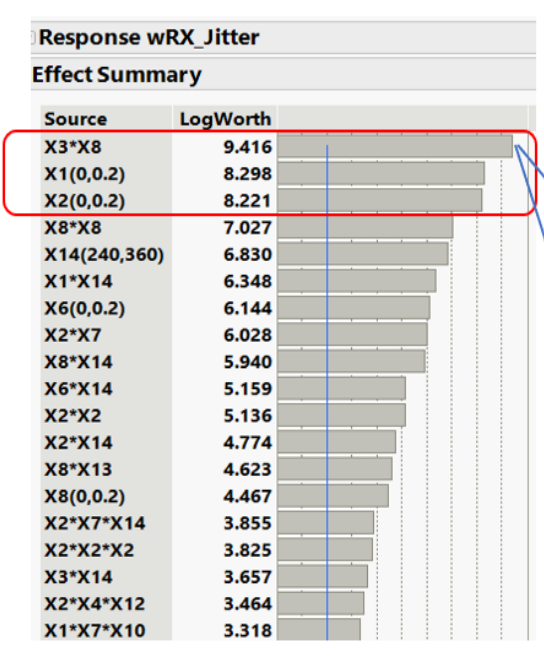 Response wRX_Jitter
Effect Summary
Source LogWorth
X3*X8 9.416
X1(0,0.2) 8.298
X2(0,0.2) 8.221
X8*X8 7.027
X14(240,360) 6.830
X1*X14 6.348
X6(0,0.2) 6.144
X2*X7 6.028
X8*X14 5.940
X6*X14 5.159
X2*X2 5.136
X2*X14 4.774
X8*X13 4.623
X8(0,0.2) 4.467
X2*X7*X14 3.855
X2*X2*X2 3.825
X3*X14 3.657
X2*X4*X12 3.464
X1*X7*X10 3.318